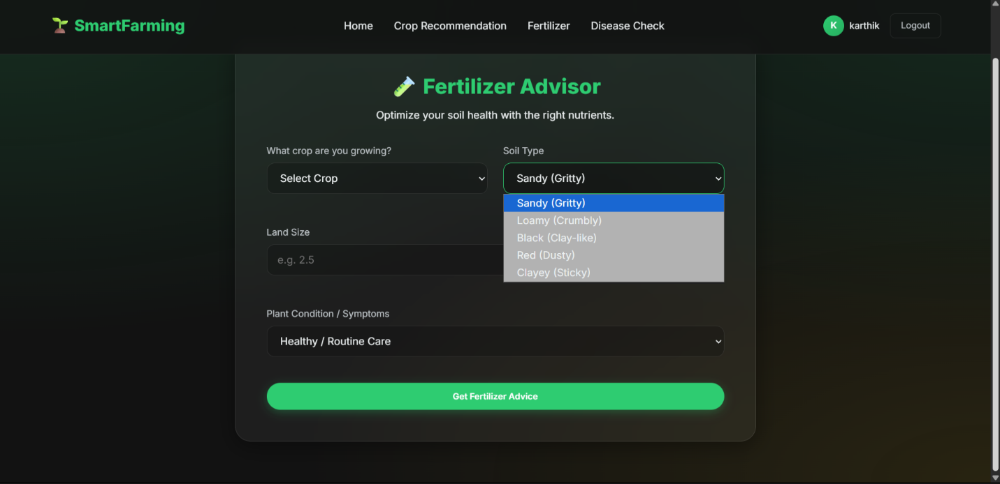 SmartFarming
Home
Crop Recommendation
Fertilizer
Disease Check
K
karthik
Logout
Fertilizer Advisor
Optimize your soil health with the right nutrients.
What crop are you growing?
Select Crop
Soil Type
Sandy (Gritty)
Sandy (Gritty)
Loamy (Crumbly)
Black (Clay-like)
Red (Dusty)
Clayey (Sticky)
Land Size
e.g. 2.5
Plant Condition / Symptoms
Healthy / Routine Care
Get Fertilizer Advice